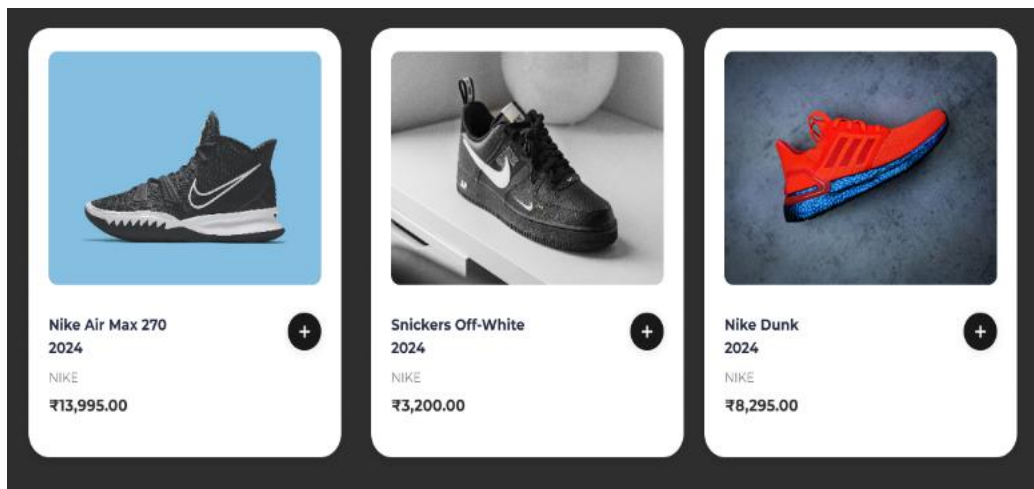 Nike Air Max 270
2024
NIKE
₹13,995.00
+
Snickers Off-White
2024
NIKE
₹3,200.00
+
Nike Dunk
2024
NIKE
₹8,295.00
+